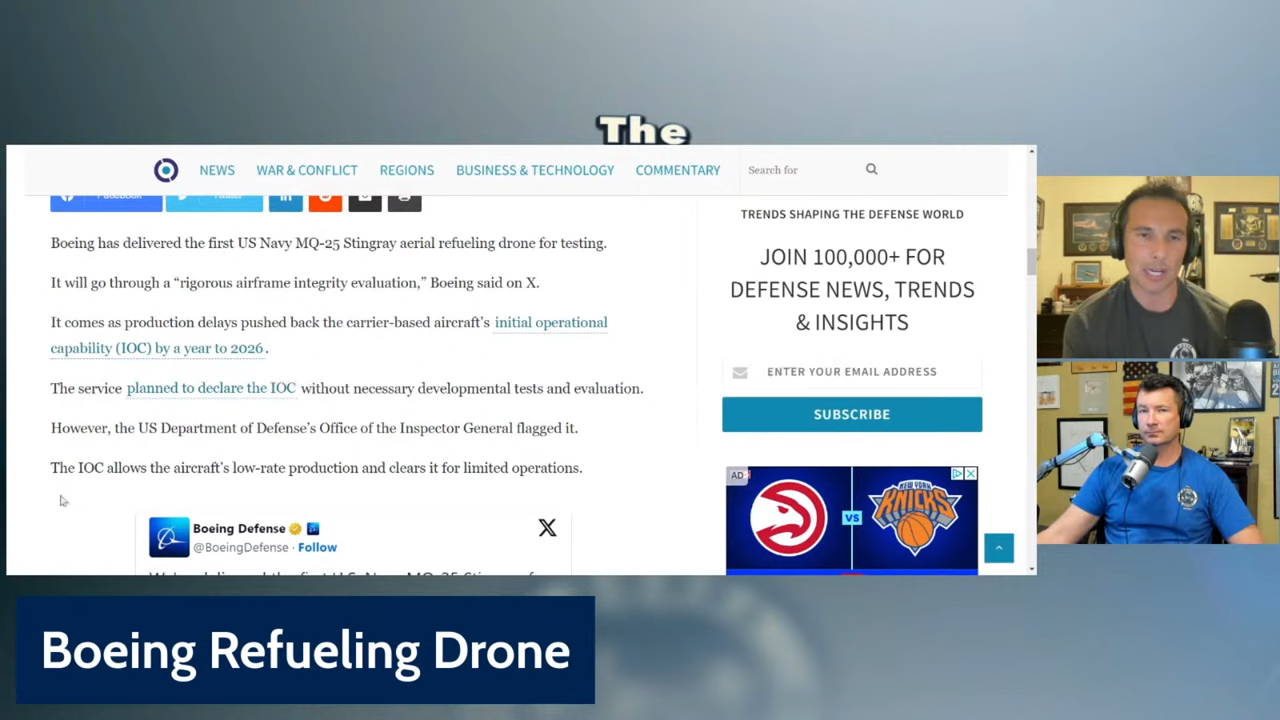 The
NEWS WAR & CONFLICT REGIONS BUSINESS & TECHNOLOGY COMMENTARY Search for
Facebook Twitter
Boeing has delivered the first US Navy MQ-25 Stingray aerial refueling drone for testing.
It will go through a “rigorous airframe integrity evaluation,” Boeing said on X.
It comes as production delays pushed back the carrier-based aircraft’s initial operational
capability (IOC) by a year to 2026.
The service planned to declare the IOC without necessary developmental tests and evaluation.
However, the US Department of Defense’s Office of the Inspector General flagged it.
The IOC allows the aircraft’s low-rate production and clears it for limited operations.
Boeing Defense
@BoeingDefense · Follow
TRENDS SHAPING THE DEFENSE WORLD
JOIN 100,000+ FOR
DEFENSE NEWS, TRENDS
& INSIGHTS
ENTER YOUR EMAIL ADDRESS
SUBSCRIBE
AD
VS
NEW YORK
KNICKS
Boeing Refueling Drone